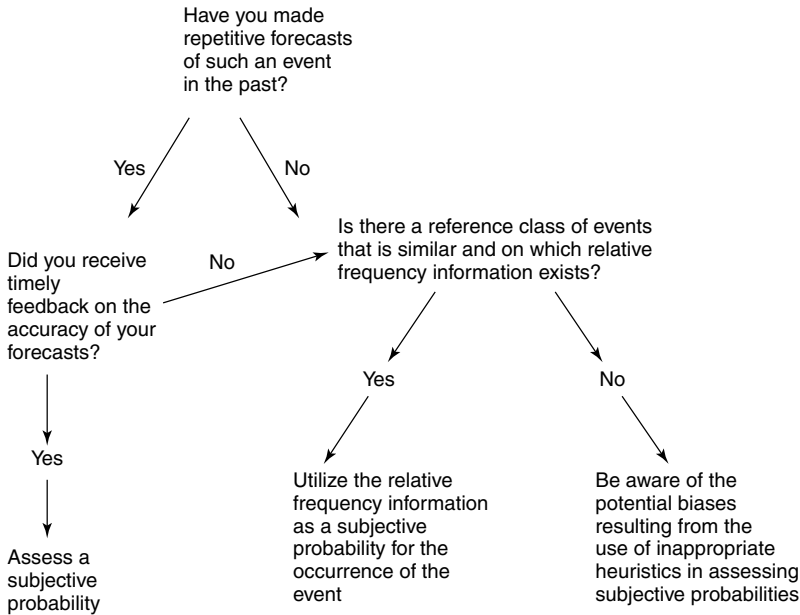 Have you made
repetitive forecasts
of such an event
in the past?
Yes
No
Is there a reference class of events
that is similar and on which relative
frequency information exists?
Did you receive
timely
feedback on the
accuracy of your
forecasts?
No
Yes
No
Yes
Utilize the relative
frequency information
as a subjective
probability for the
occurrence of the
event
Be aware of the
potential biases
resulting from the
use of inappropriate
heuristics in assessing
subjective probabilities
Assess a
subjective
probability